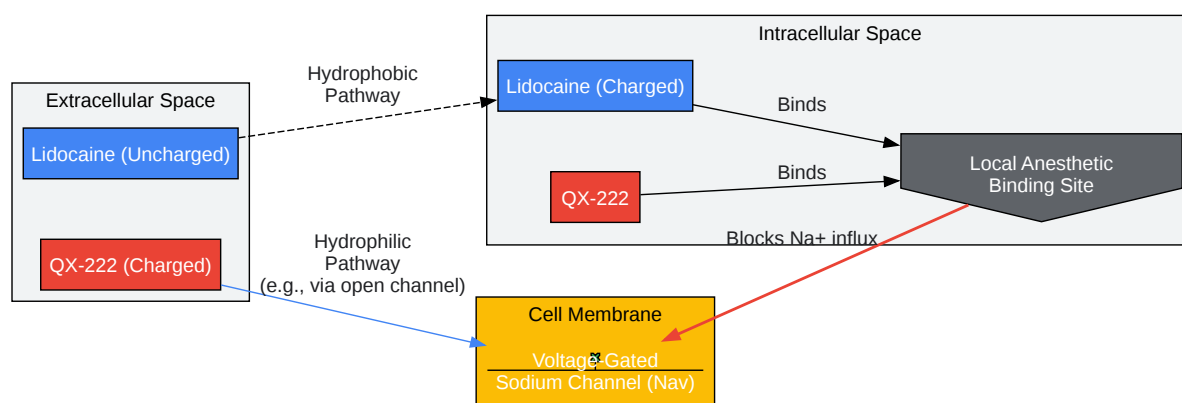 Intracellular Space
Extracellular Space
Hydrophobic
Pathway
Lidocaine (Charged)
Binds
Lidocaine (Uncharged)
Local Anesthetic
Binding Site
Binds
QX-222
QX-222 (Charged)
Hydrophilic
Pathway
(e.g., via open channel)
Blocks Na+ influx
Cell Membrane
Voltage-Gated
Sodium Channel (Nav)